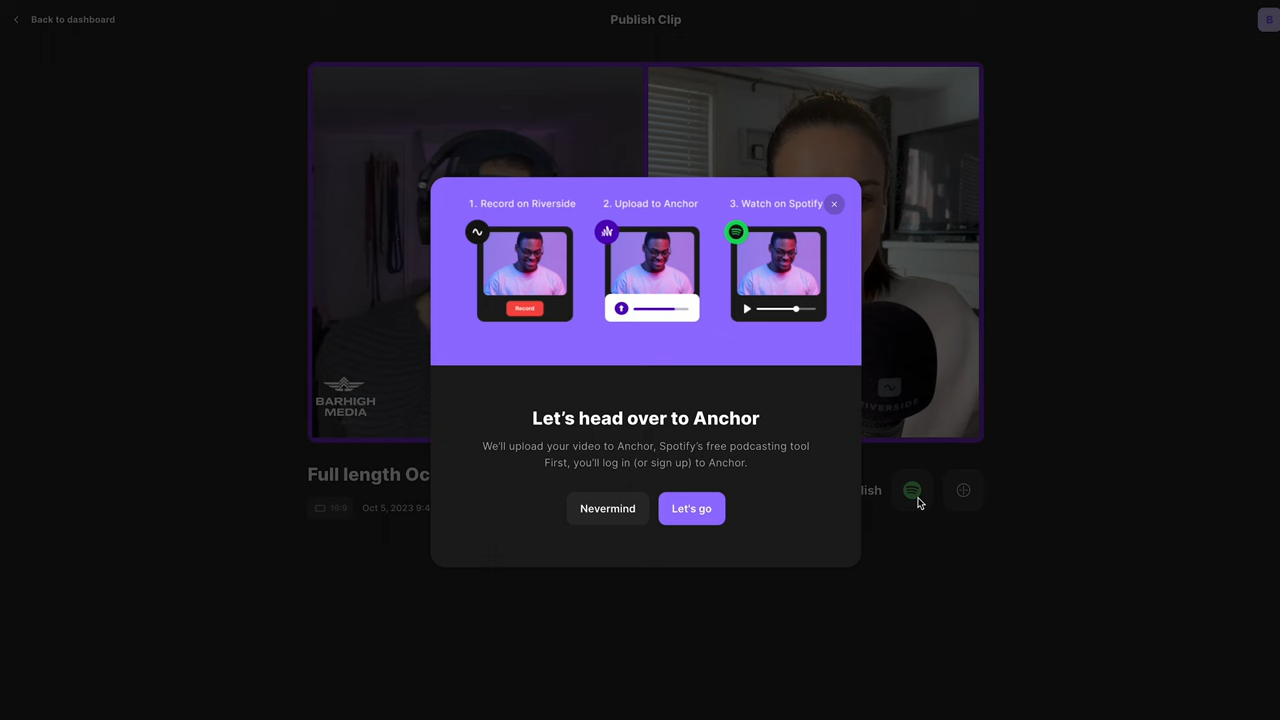 Back to dashboard
Publish Clip
B
1. Record on Riverside
2. Upload to Anchor
3. Watch on Spotify
Record
BARHIGH
MEDIA
RIVERSIDE
Let's head over to Anchor
We'll upload your video to Anchor, Spotify's free podcasting tool
First, you'll log in (or sign up) to Anchor.
Nevermind
Let's go
Full length Oc
lish
16:9
Oct 5, 2023 9:4